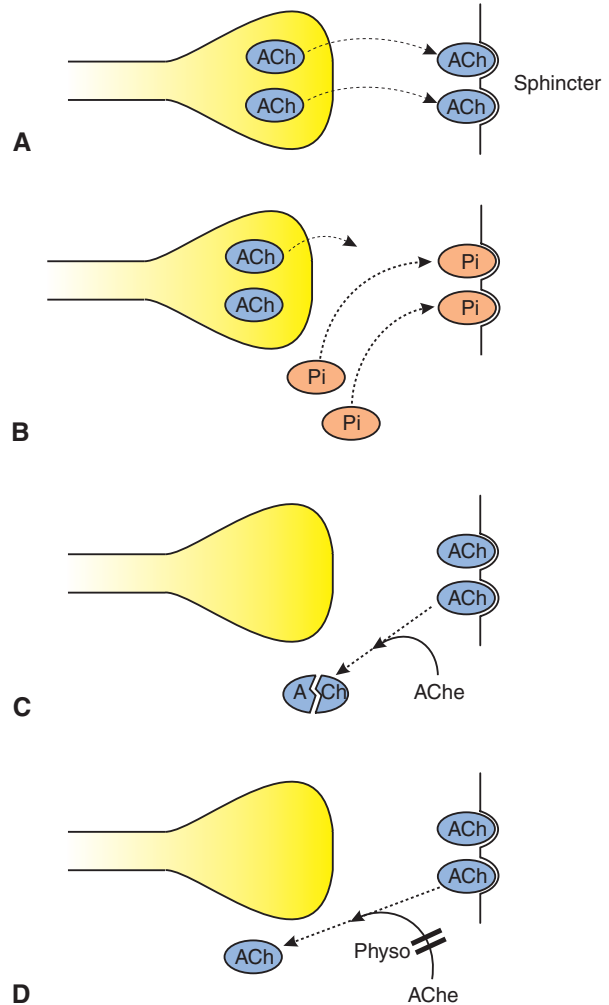 ACh
ACh
ACh
ACh
Sphincter
A
ACh
ACh
Pi
Pi
Pi
Pi
B
ACh
ACh
A Ch
AChe
C
ACh
ACh
ACh
Physo
AChe
D